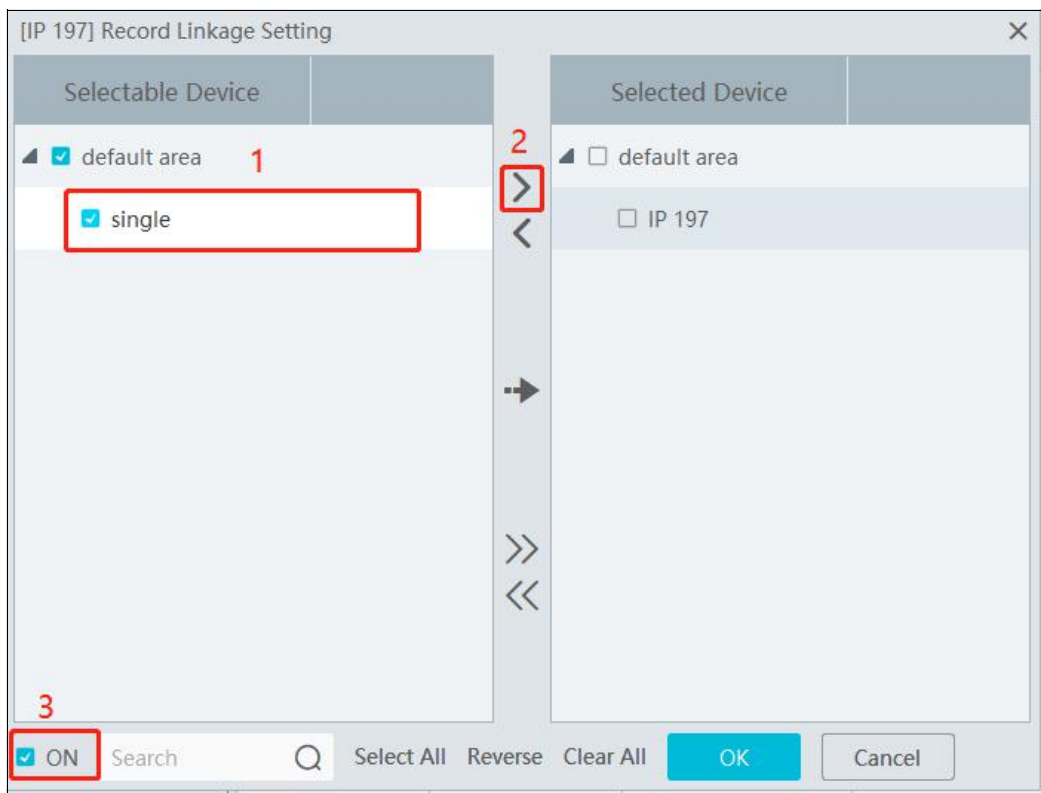 [IP 197] Record Linkage Setting
Selectable Device
Selected Device
default area
1
2
default area
single
IP 197
3
ON
Search
Select All
Reverse
Clear All
OK
Cancel